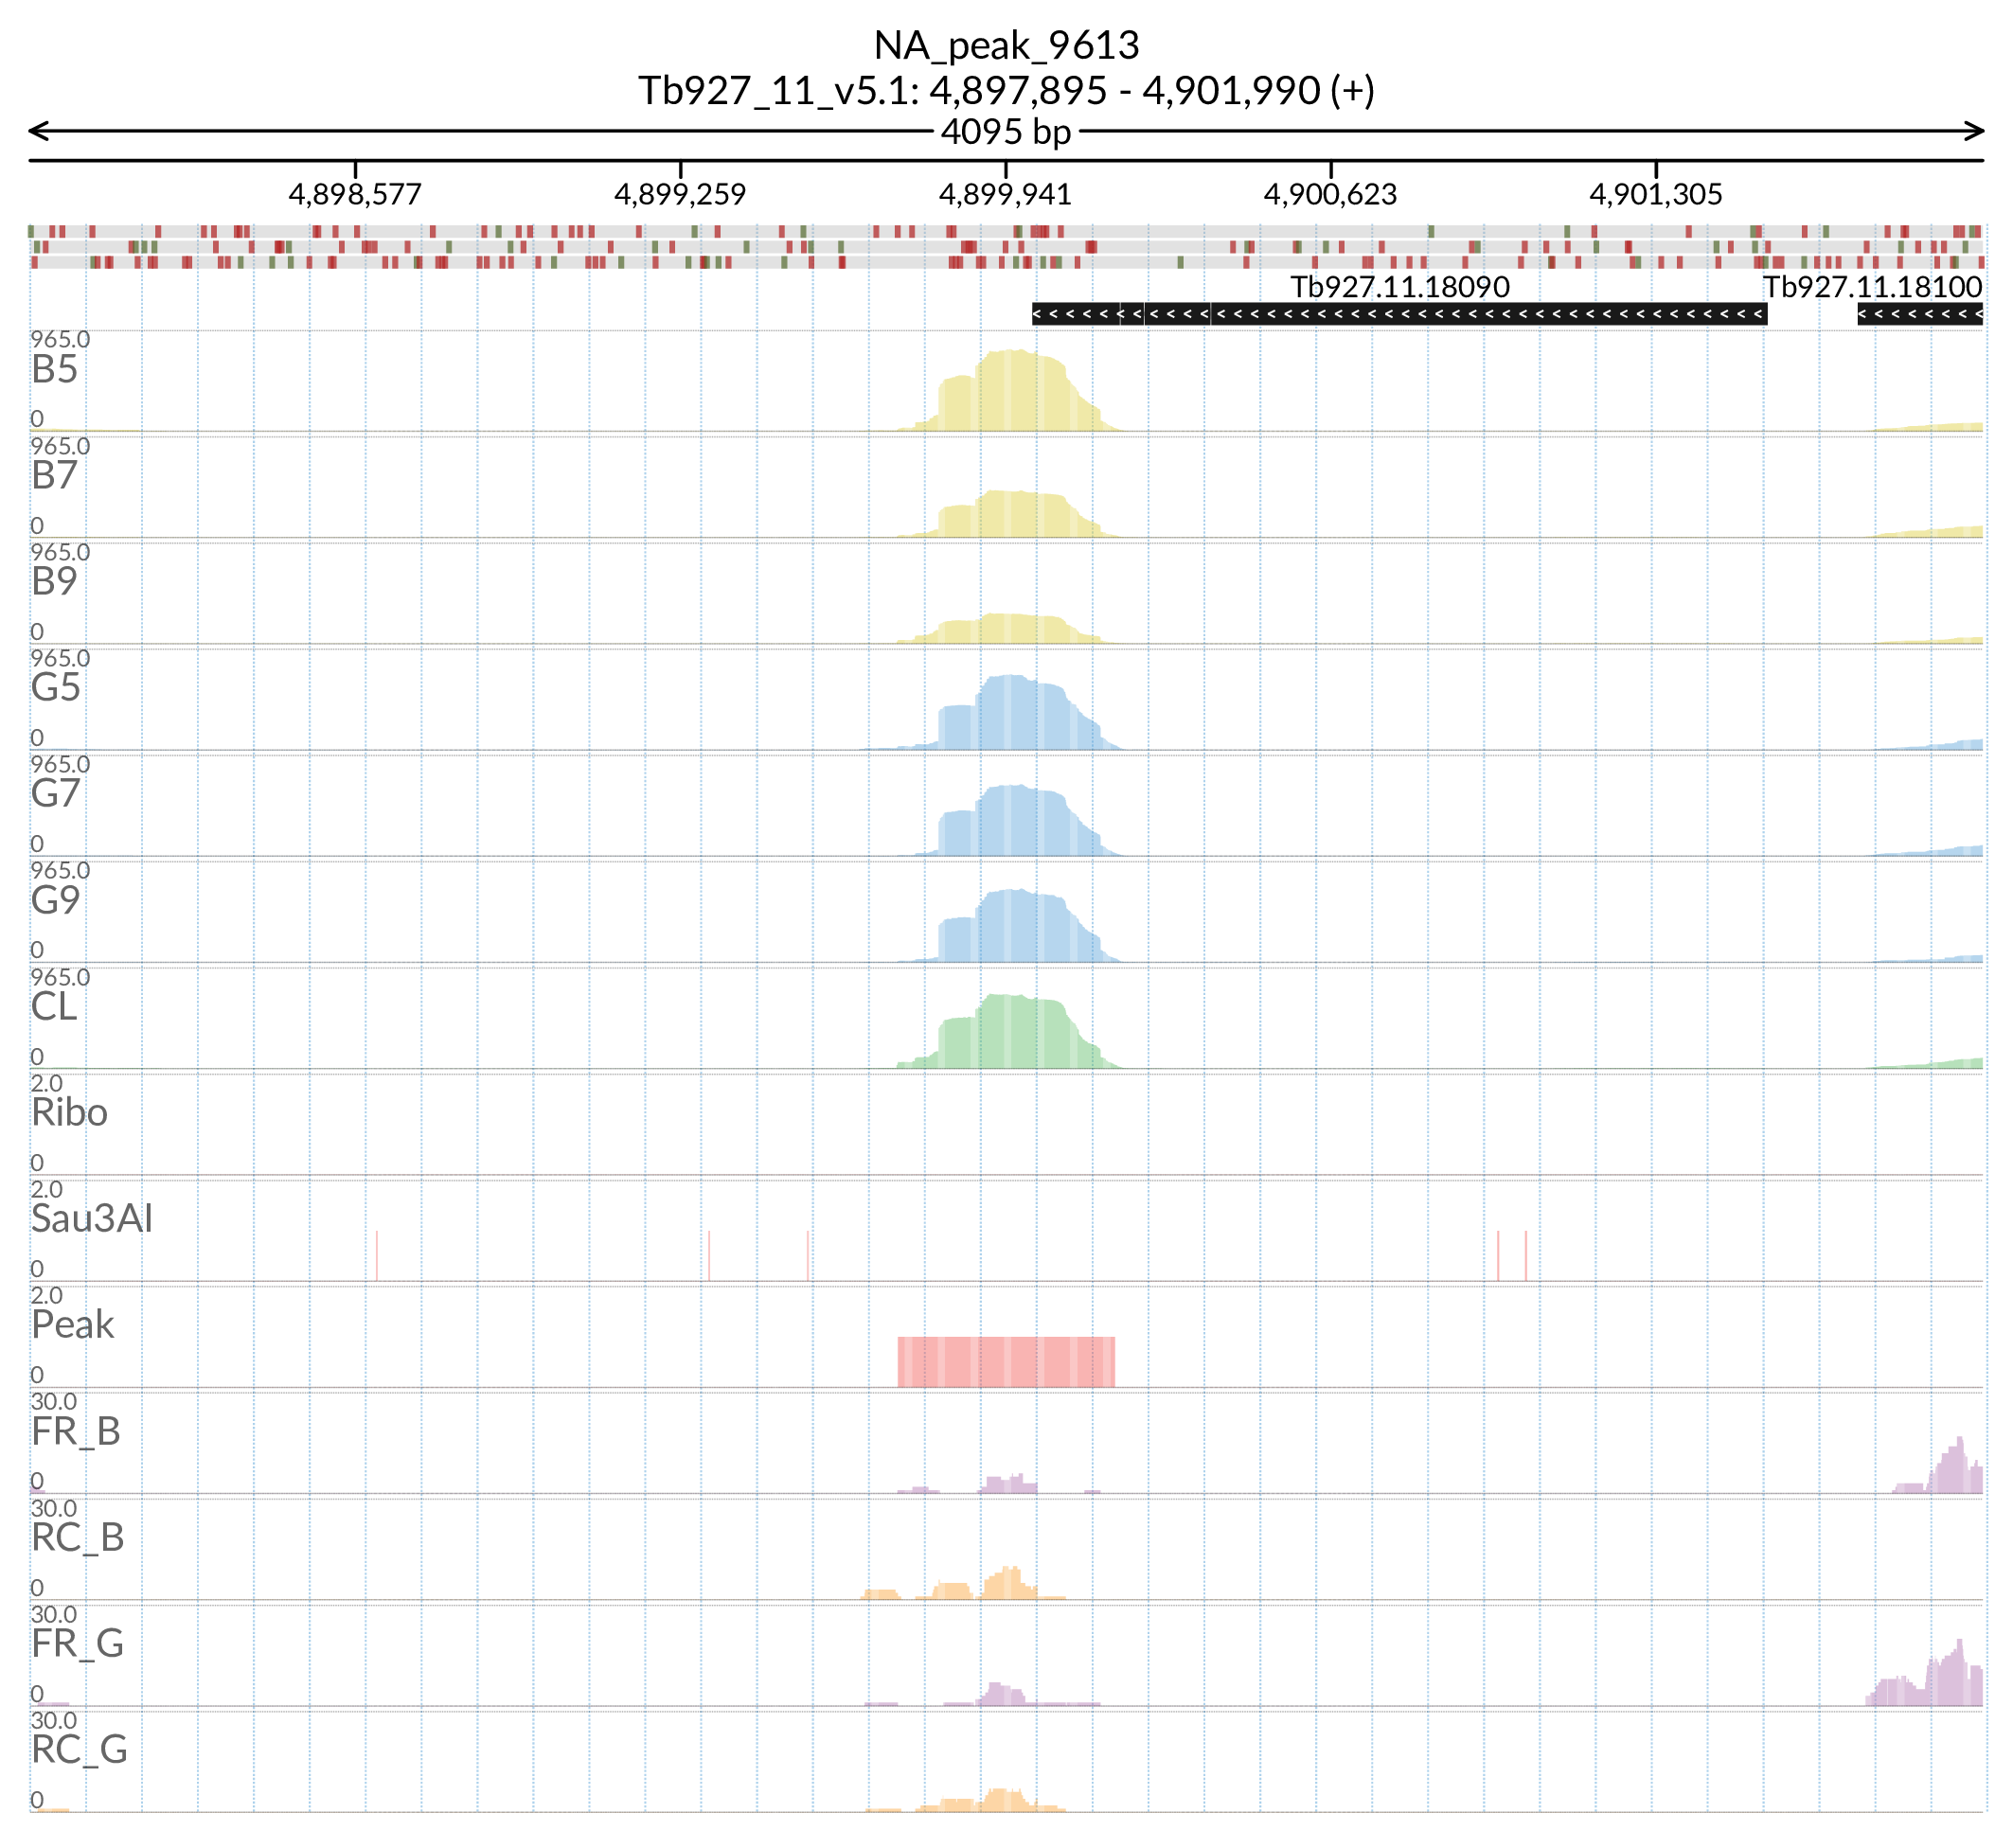 NA_peak_9613
Tb927_11_v5.1: 4,897,895 - 4,901,990 (+)
4095 bp
4,898,577 4,899,259 4,899,941 4,900,623 4,901,305
Tb927.11.18090 Tb927.11.18100
965.0
B5
0
965.0
B7
0
965.0
B9
0
965.0
G5
0
965.0
G7
0
965.0
G9
0
965.0
CL
0
2.0
Ribo
0
2.0
Sau3AI
0
2.0
Peak
0
30.0
FR_B
0
30.0
RC_B
0
30.0
FR_G
0
30.0
RC_G
0